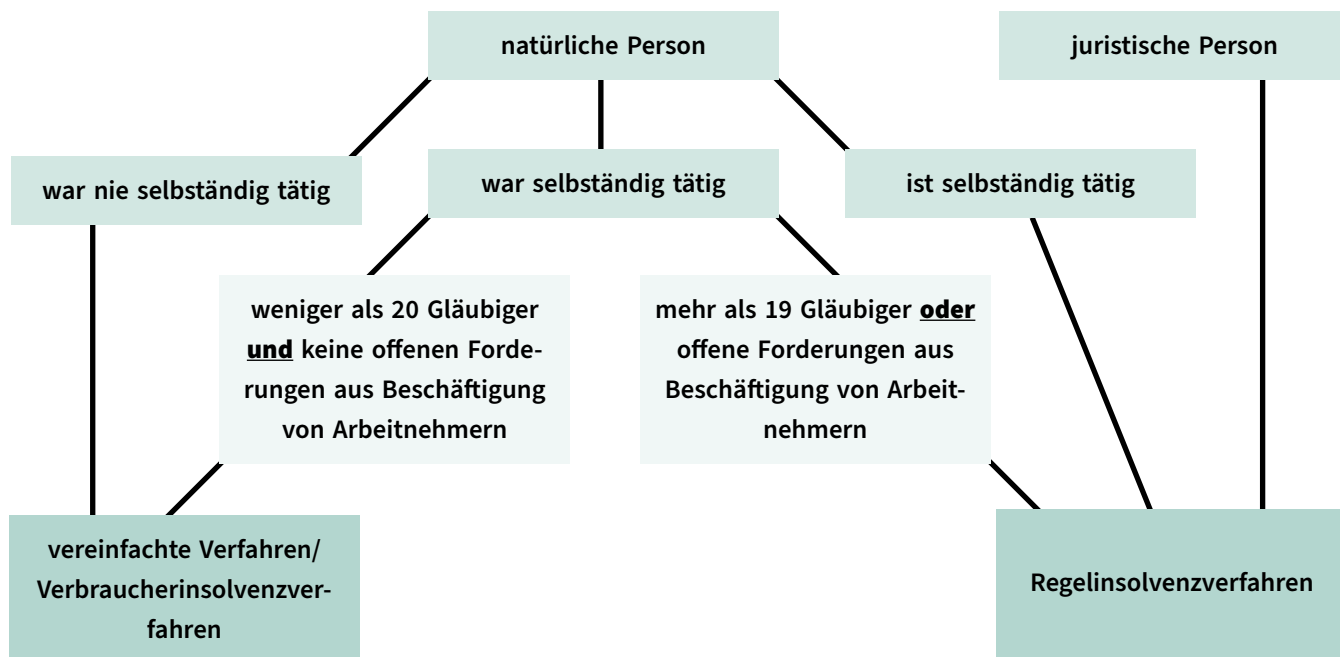 natürliche Person
juristische Person
war nie selbständig tätig
war selbständig tätig
ist selbständig tätig
weniger als 20 Gläubiger
und keine offenen Forde-
rungen aus Beschäftigung
von Arbeitnehmern
mehr als 19 Gläubiger oder
offene Forderungen aus
Beschäftigung von Arbeit-
nehmern
vereinfachte Verfahren/
Verbraucherinsolvenzver-
fahren
Regelinsolvenzverfahren